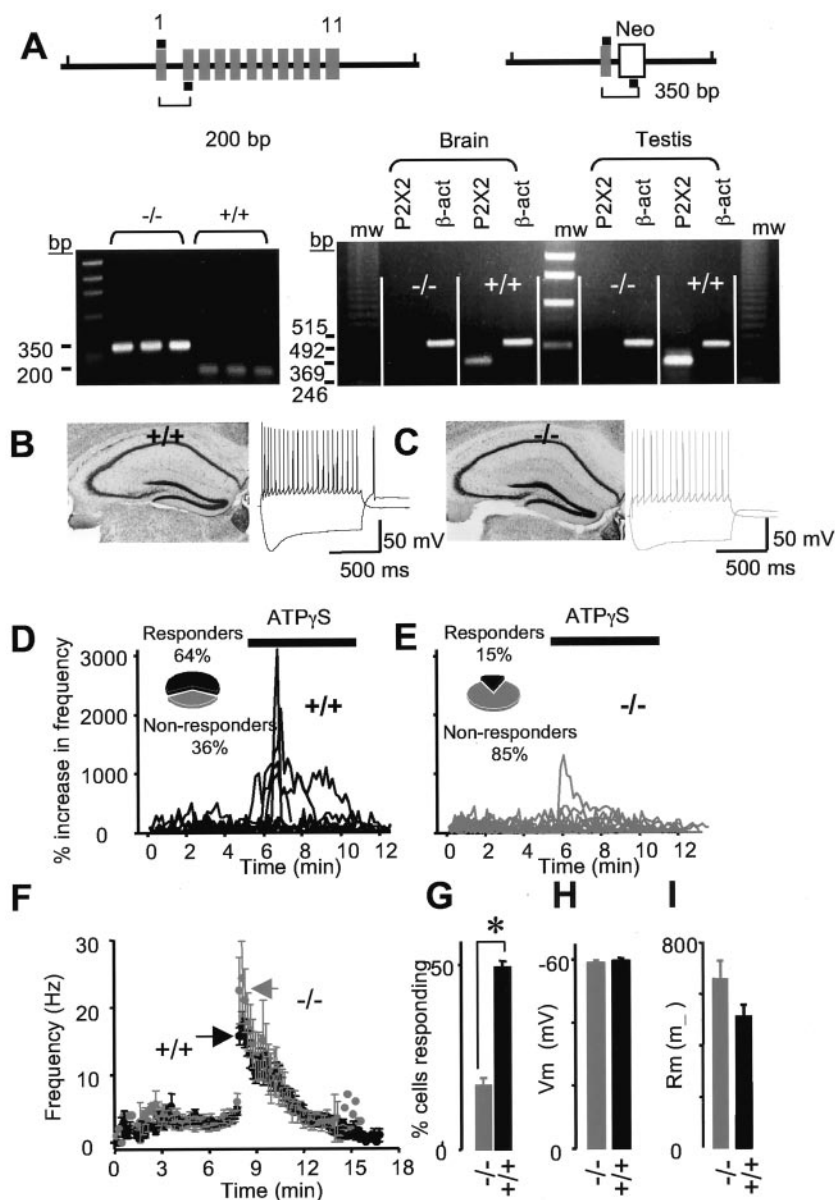 A
1
11
Neo
200 bp
350 bp
Brain
Testis
-/-
+/+
bp
350
200
bp
mw
P2X2
β-act
P2X2
β-act
mw
P2X2
β-act
P2X2
β-act
mw
-/-
+/+
-/-
+/+
515
492
369
246
B
+/+
50 mV
500 ms
C
-/-
50 mV
500 ms
D
ATPγS
Responders
64%
Non-responders
36%
+/+
% increase in frequency
3000
2000
1000
0
0 2 4 6 8 10 12
Time (min)
E
ATPγS
Responders
15%
Non-responders
85%
-/-
0 2 4 6 8 10 12
Time (min)
F
Frequency (Hz)
30
20
10
0
+/+
-/-
0 3 6 9 12 15 18
Time (min)
G
% cells responding
50
0
*
-/-
+/+
H
Vm (mV)
-60
0
-/-
+/+
I
Rm (m_)
800
0
-/-
+/+